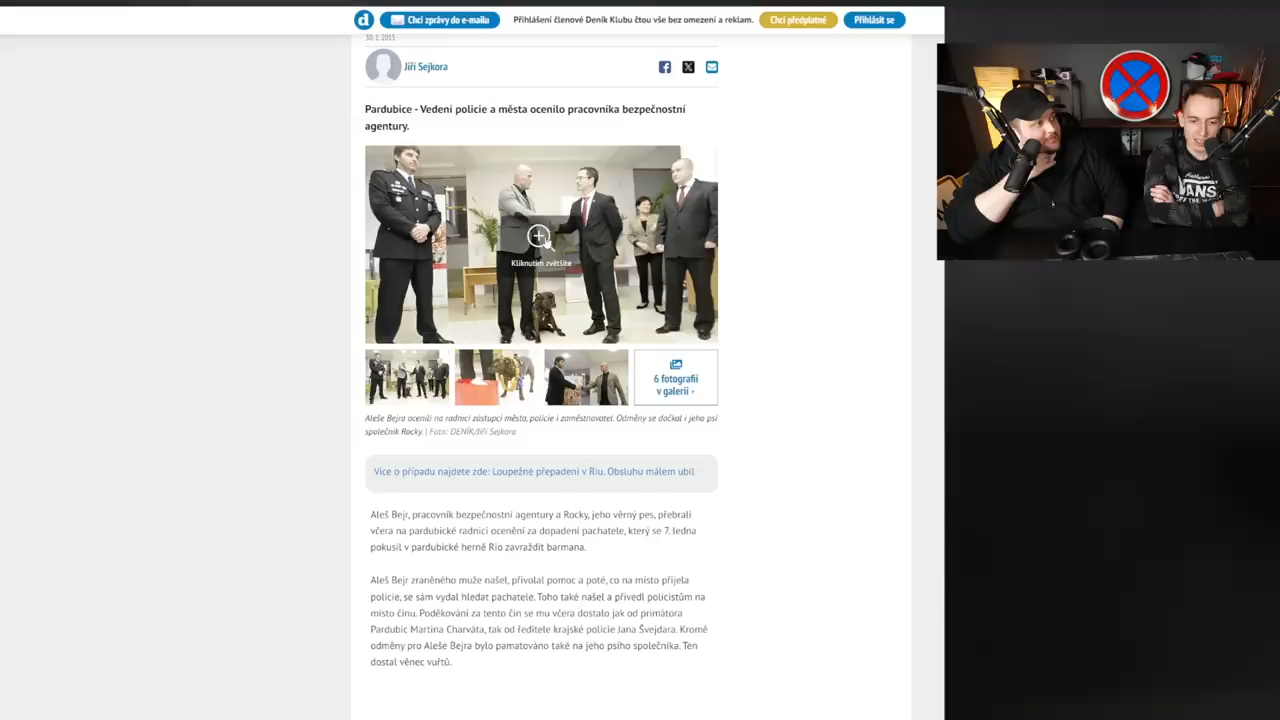 d
Chci zprávy do e-mailu
Přihlášení členové Deník Klubu čtou vše bez omezení a reklam.
Chci předplatné
Přihlásit se
30. 1. 2015
Jiří Sejkora
Pardubice - Vedení policie a města ocenilo pracovníka bezpečnostní
agentury.
Kliknutím zvětšíte
6 fotografií
v galerii ›
Aleše Bejra ocenili na radnici zástupci města, policie i zaměstnavatel. Odměny se dočkal i jeho psí
společník Rocky. | Foto: DENÍK/Jiří Sejkora
Více o případu najdete zde: Loupežné přepadení v Riu. Obsluhu málem ubil
Aleš Bejr, pracovník bezpečnostní agentury a Rocky, jeho věrný pes, přebrali
včera na pardubické radnici ocenění za dopadení pachatele, který se 7. ledna
pokusil v pardubické herně Rio zavraždit barmana.
Aleš Bejr zraněného muže našel, přivolal pomoc a poté, co na místo přijela
policie, se sám vydal hledat pachatele. Toho také našel a přivedl policistům na
místo činu. Poděkování za tento čin se mu včera dostalo jak od primátora
Pardubic Martina Charváta, tak od ředitele krajské policie Jana Švejdara. Kromě
odměny pro Aleše Bejra bylo pamatováno také na jeho psího společníka. Ten
dostal věnec vuřtů.
VANS